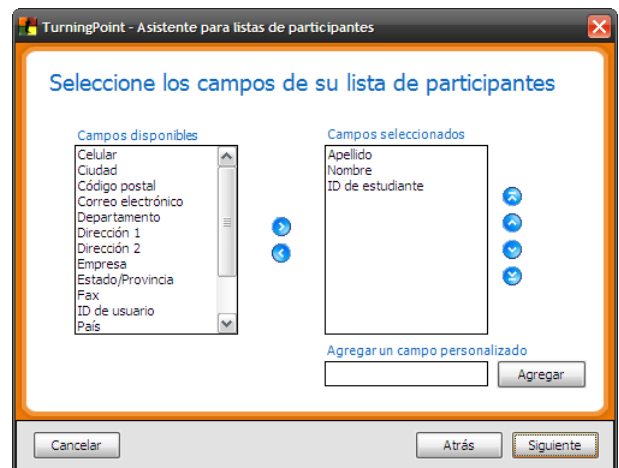 TurningPoint - Asistente para listas de participantes
Seleccione los campos de su lista de participantes
Campos disponibles
Celular
Ciudad
Código postal
Correo electrónico
Departamento
Dirección 1
Dirección 2
Empresa
Estado/Provincia
Fax
ID de usuario
País
Campos seleccionados
Apellido
Nombre
ID de estudiante
Agregar un campo personalizado
Agregar
Cancelar
Atrás
Siguiente